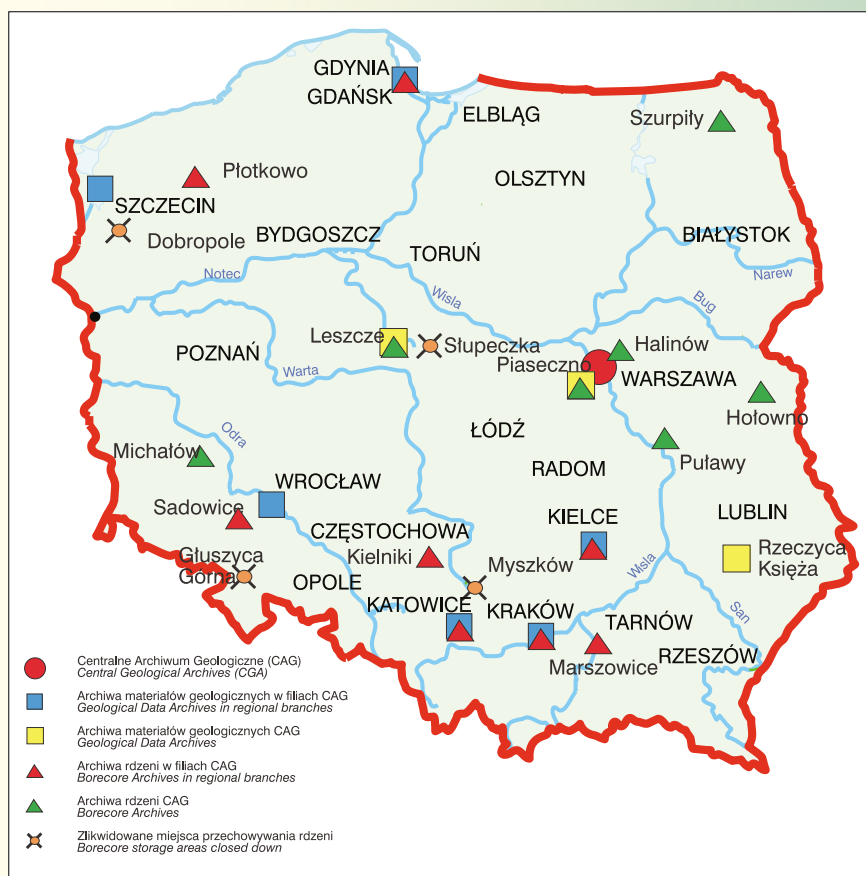 GDYNIA
GDAŃSK
ELBLĄG
Szurpiły
Płotkowo
OLSZTYN
SZCZECIN
Dobropole
BYDGOSZCZ
TORUŃ
BIAŁYSTOK
Notec
Wisla
Narew
Bug
Leszcze
Słupeczka
Halinów
POZNAŃ
Piaseczno
Warta
WARSZAWA
Hołowno
ŁÓDŹ
Odra
Michałów
Puławy
RADOM
WROCŁAW
Sadowice
LUBLIN
KIELCE
CZĘSTOCHOWA
Kielniki
Głuszyca
Górna
Myszków
Rzeczyca
Księża
OPOLE
Wisla
KATOWICE
KRAKÓW
San
TARNÓW
Marszowice
RZESZÓW
Centralne Archiwum Geologiczne (CAG)
Central Geological Archives (CGA)
Archiwa materiałów geologicznych w filiach CAG
Geological Data Archives in regional branches
Archiwa materiałów geologicznych CAG
Geological Data Archives
Archiwa rdzeni w filiach CAG
Borecore Archives in regional branches
Archiwa rdzeni CAG
Borecore Archives
Zlikwidowane miejsca przechowywania rdzeni
Borecore storage areas closed down